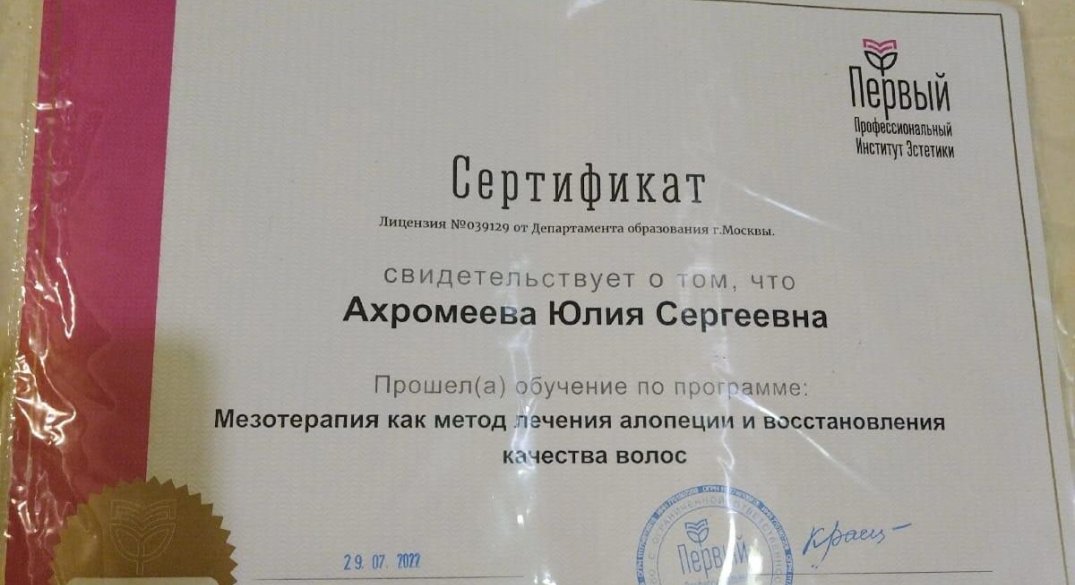 Первый
Профессиональный
Институт Эстетики
Сертификат
Лицензия №039129 от Департамента образования г.Москвы.
свидетельствует о том, что
Ахромеева Юлия Сергеевна
Прошел(а) обучение по программе:
Мезотерапия как метод лечения алопеции и восстановления
качества волос
29. 07. 2022
Первый